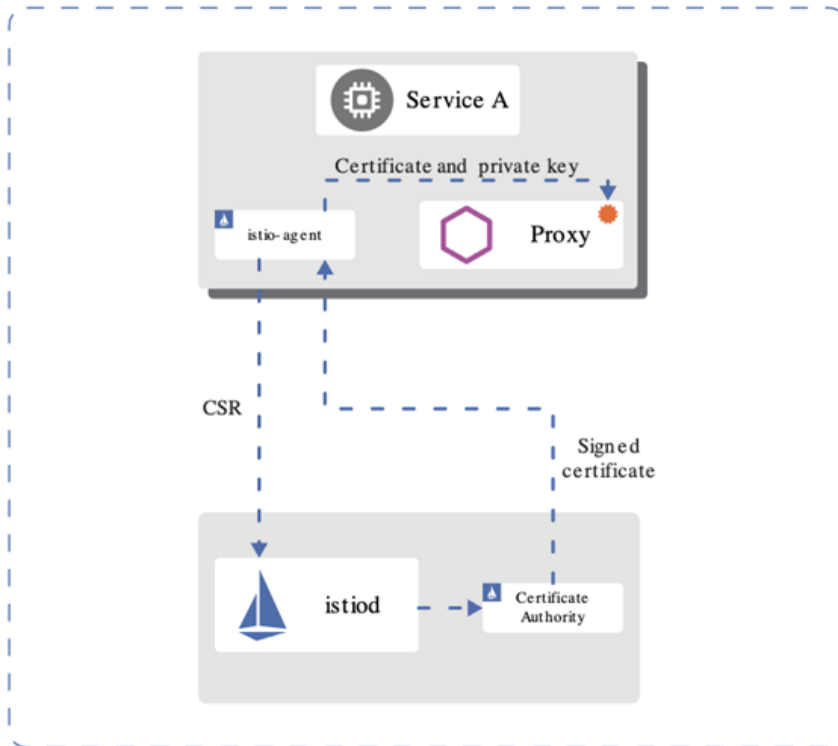 Service A
Certificate and private key
istio-agent
Proxy
CSR
Signed
certificate
istiod
Certificate
Authority